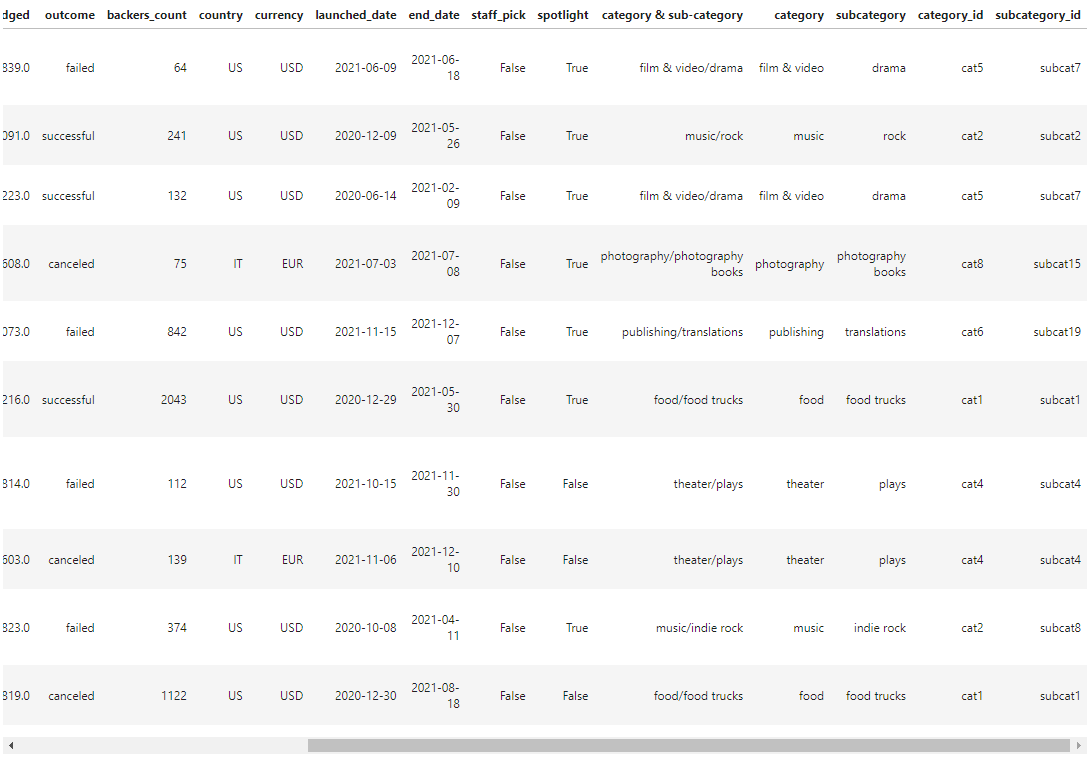 dged outcome backers_count country currency launched_date end_date staff_pick spotlight category & sub-category category subcategory category_id subcategory_id
839.0 failed 64 US USD 2021-06-09 2021-06-18 False True film & video/drama film & video drama cat5 subcat7
091.0 successful 241 US USD 2020-12-09 2021-05-26 False True music/rock music rock cat2 subcat2
223.0 successful 132 US USD 2020-06-14 2021-02-09 False True film & video/drama film & video drama cat5 subcat7
608.0 canceled 75 IT EUR 2021-07-03 2021-07-08 False True photography/photography books photography photography books cat8 subcat15
073.0 failed 842 US USD 2021-11-15 2021-12-07 False True publishing/translations publishing translations cat6 subcat19
216.0 successful 2043 US USD 2020-12-29 2021-05-30 False True food/food trucks food food trucks cat1 subcat1
814.0 failed 112 US USD 2021-10-15 2021-11-30 False False theater/plays theater plays cat4 subcat4
603.0 canceled 139 IT EUR 2021-11-06 2021-12-10 False False theater/plays theater plays cat4 subcat4
823.0 failed 374 US USD 2020-10-08 2021-04-11 False True music/indie rock music indie rock cat2 subcat8
819.0 canceled 1122 US USD 2020-12-30 2021-08-18 False False food/food trucks food food trucks cat1 subcat1